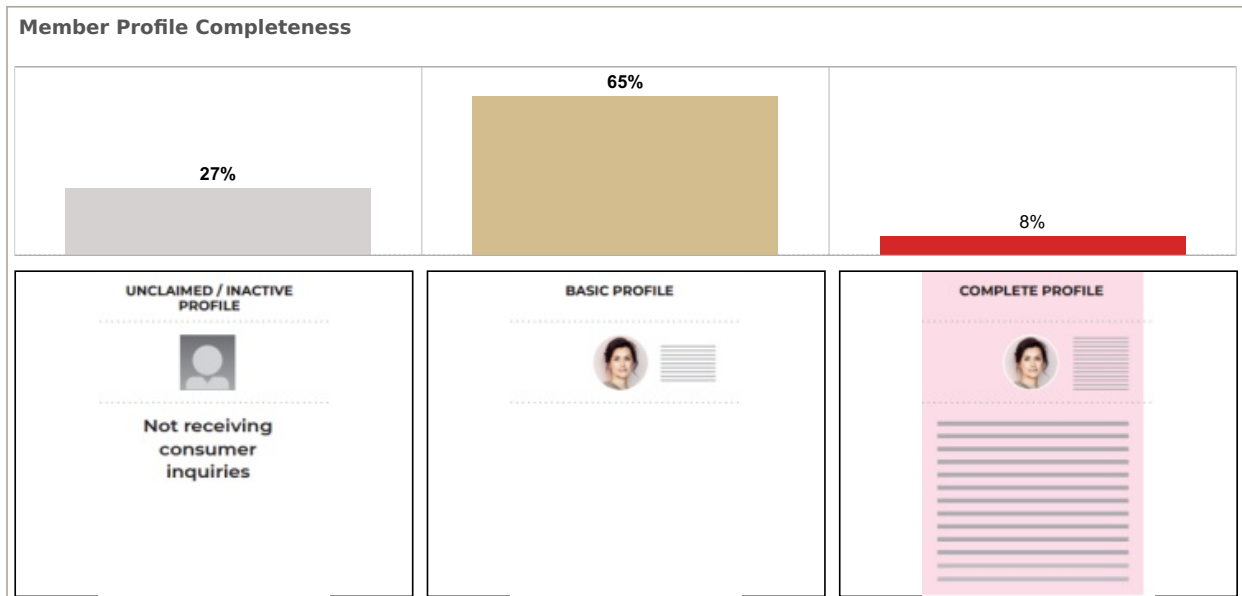 Member Profile Completeness
27%
65%
8%
UNCLAIMED / INACTIVE
PROFILE
Not receiving
consumer
inquiries
BASIC PROFILE
COMPLETE PROFILE